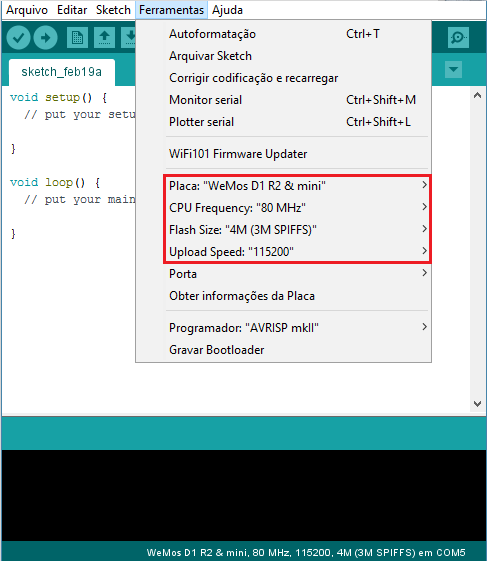 Arquivo Editar Sketch Ferramentas Ajuda
sketch_feb19a
void setup() {
// put your setu
}
void loop() {
// put your main
}
Autoformatação Ctrl+T
Arquivar Sketch
Corrigir codificação e recarregar
Monitor serial Ctrl+Shift+M
Plotter serial Ctrl+Shift+L
WiFi101 Firmware Updater
Placa: "WeMos D1 R2 & mini"
CPU Frequency: "80 MHz"
Flash Size: "4M (3M SPIFFS)"
Upload Speed: "115200"
Porta
Obter informações da Placa
Programador: "AVRISP mkII"
Gravar Bootloader
WeMos D1 R2 & mini, 80 MHz, 115200, 4M (3M SPIFFS) em COM5